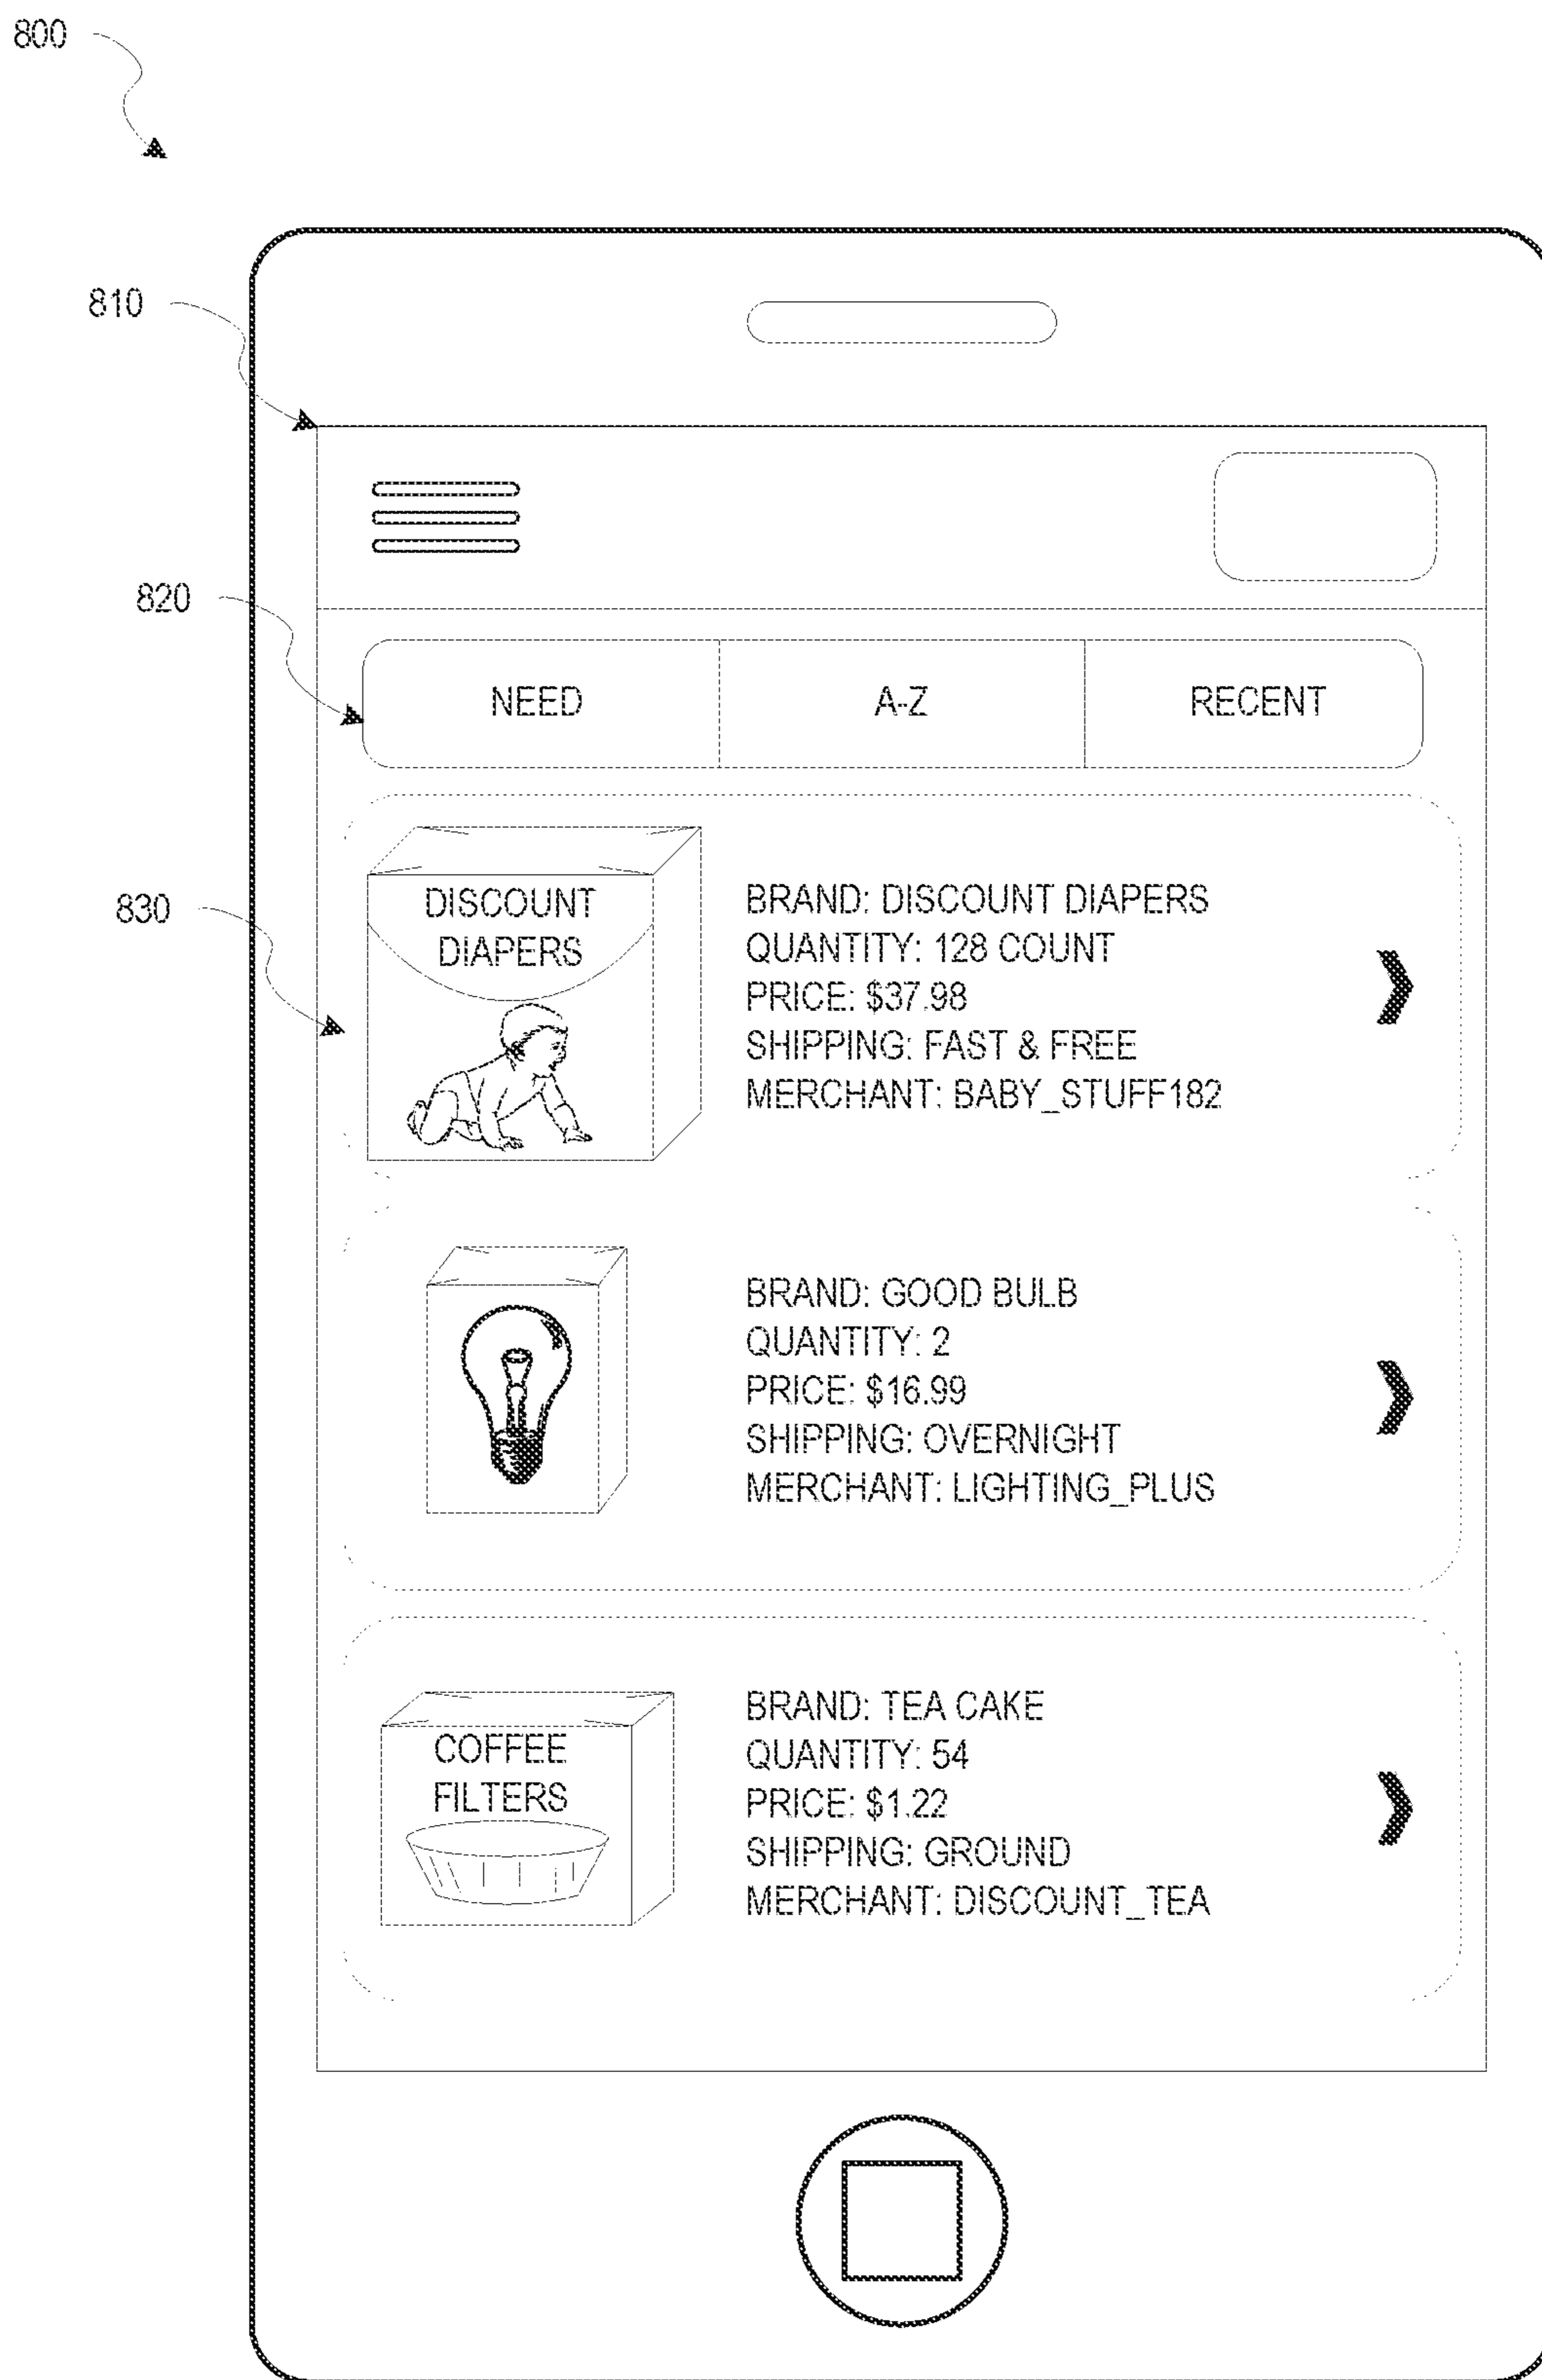 800
810
820
NEED
A-Z
RECENT
830
DISCOUNT
DIAPERS
BRAND: DISCOUNT DIAPERS
QUANTITY: 128 COUNT
PRICE: $37.98
SHIPPING: FAST & FREE
MERCHANT: BABY_STUFF182
BRAND: GOOD BULB
QUANTITY: 2
PRICE: $16.99
SHIPPING: OVERNIGHT
MERCHANT: LIGHTING_PLUS
COFFEE
FILTERS
BRAND: TEA CAKE
QUANTITY: 54
PRICE: $1.22
SHIPPING: GROUND
MERCHANT: DISCOUNT_TEA